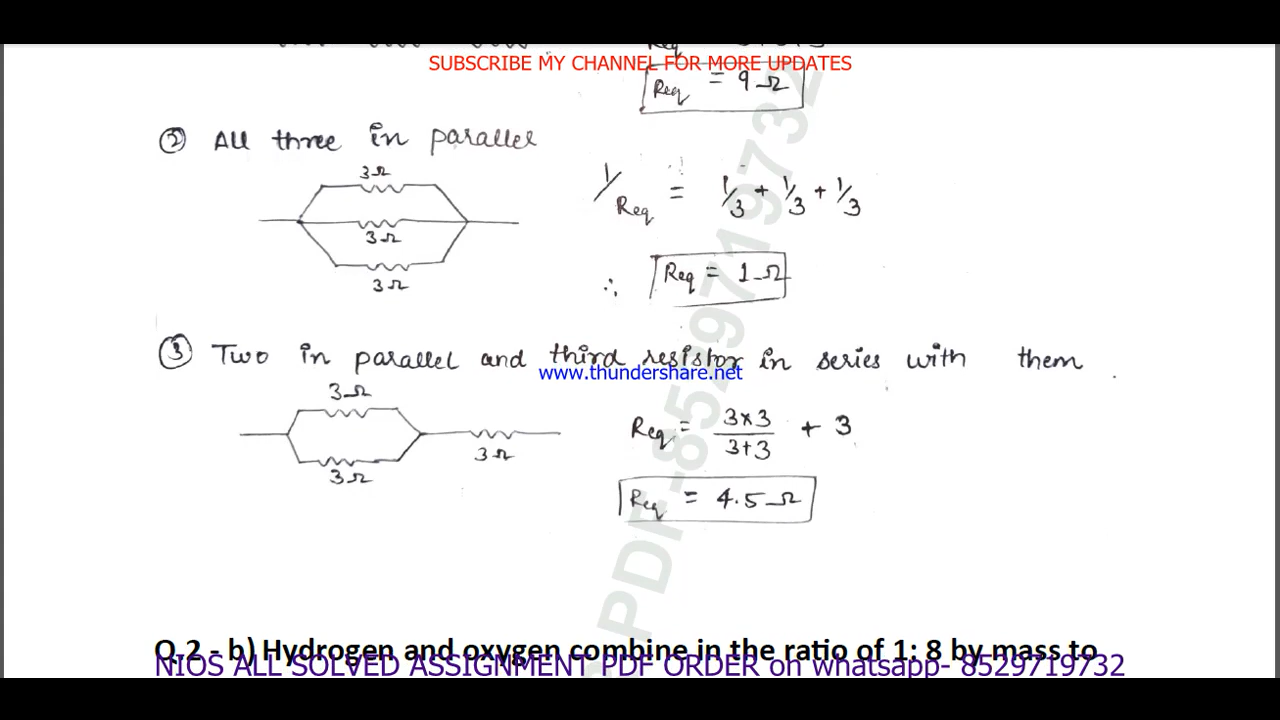 SUBSCRIBE MY CHANNEL FOR MORE UPDATES
Req = 9Ω
② All three in parallel
3Ω
3Ω
3Ω
1/Req = 1/3 + 1/3 + 1/3
∴ Req = 1Ω
③ Two in parallel and third resistor in series with them
www.thundershare.net
3Ω
3Ω
3Ω
Req = 3×3/3+3 + 3
Req = 4.5Ω
PDF-8529719732
Q.2 - b) Hydrogen and oxygen combine in the ratio of 1: 8 by mass to
NIOS ALL SOLVED ASSIGNMENT PDF ORDER on whatsapp- 8529719732